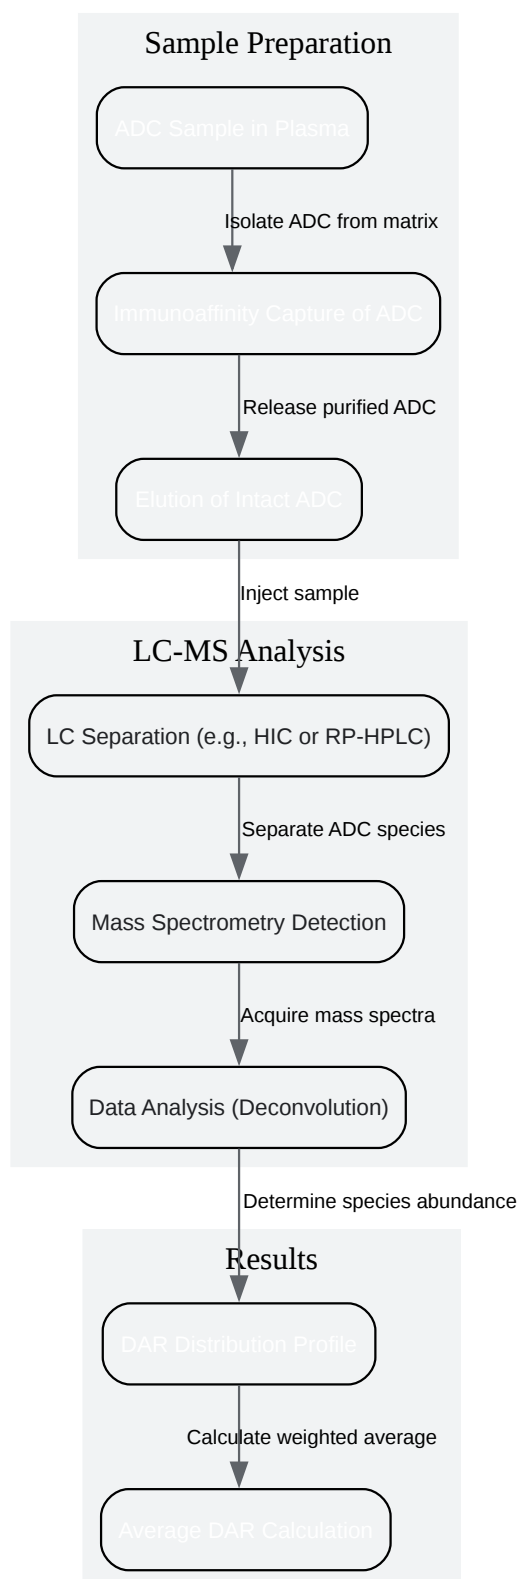 Sample Preparation
ADC Sample in Plasma
Isolate ADC from matrix
Immunoaffinity Capture of ADC
Release purified ADC
Elution of Intact ADC
Inject sample
LC-MS Analysis
LC Separation (e.g., HIC or RP-HPLC)
Separate ADC species
Mass Spectrometry Detection
Acquire mass spectra
Data Analysis (Deconvolution)
Determine species abundance
Results
DAR Distribution Profile
Calculate weighted average
Average DAR Calculation